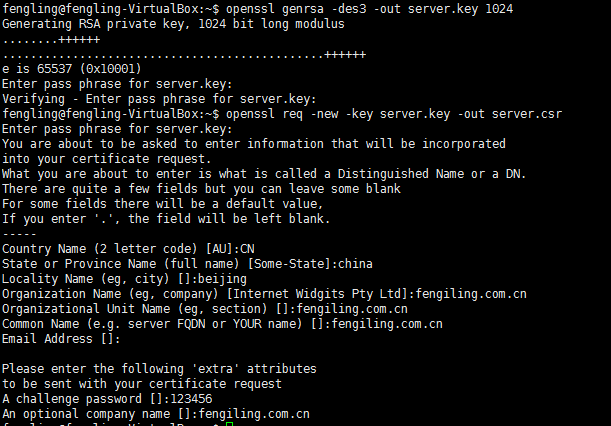 fengling@fengling-VirtualBox:~$ openssl genrsa -des3 -out server.key 1024
Generating RSA private key, 1024 bit long modulus
........++++++
.............................................++++++
e is 65537 (0x10001)
Enter pass phrase for server.key:
Verifying - Enter pass phrase for server.key:
fengling@fengling-VirtualBox:~$ openssl req -new -key server.key -out server.csr
Enter pass phrase for server.key:
You are about to be asked to enter information that will be incorporated
into your certificate request.
What you are about to enter is what is called a Distinguished Name or a DN.
There are quite a few fields but you can leave some blank
For some fields there will be a default value,
If you enter '.', the field will be left blank.
-----
Country Name (2 letter code) [AU]:CN
State or Province Name (full name) [Some-State]:china
Locality Name (eg, city) []:beijing
Organization Name (eg, company) [Internet Widgits Pty Ltd]:fengiling.com.cn
Organizational Unit Name (eg, section) []:fengiling.com.cn
Common Name (e.g. server FQDN or YOUR name) []:fengiling.com.cn
Email Address []:
Please enter the following 'extra' attributes
to be sent with your certificate request
A challenge password []:123456
An optional company name []:fengiling.com.cn